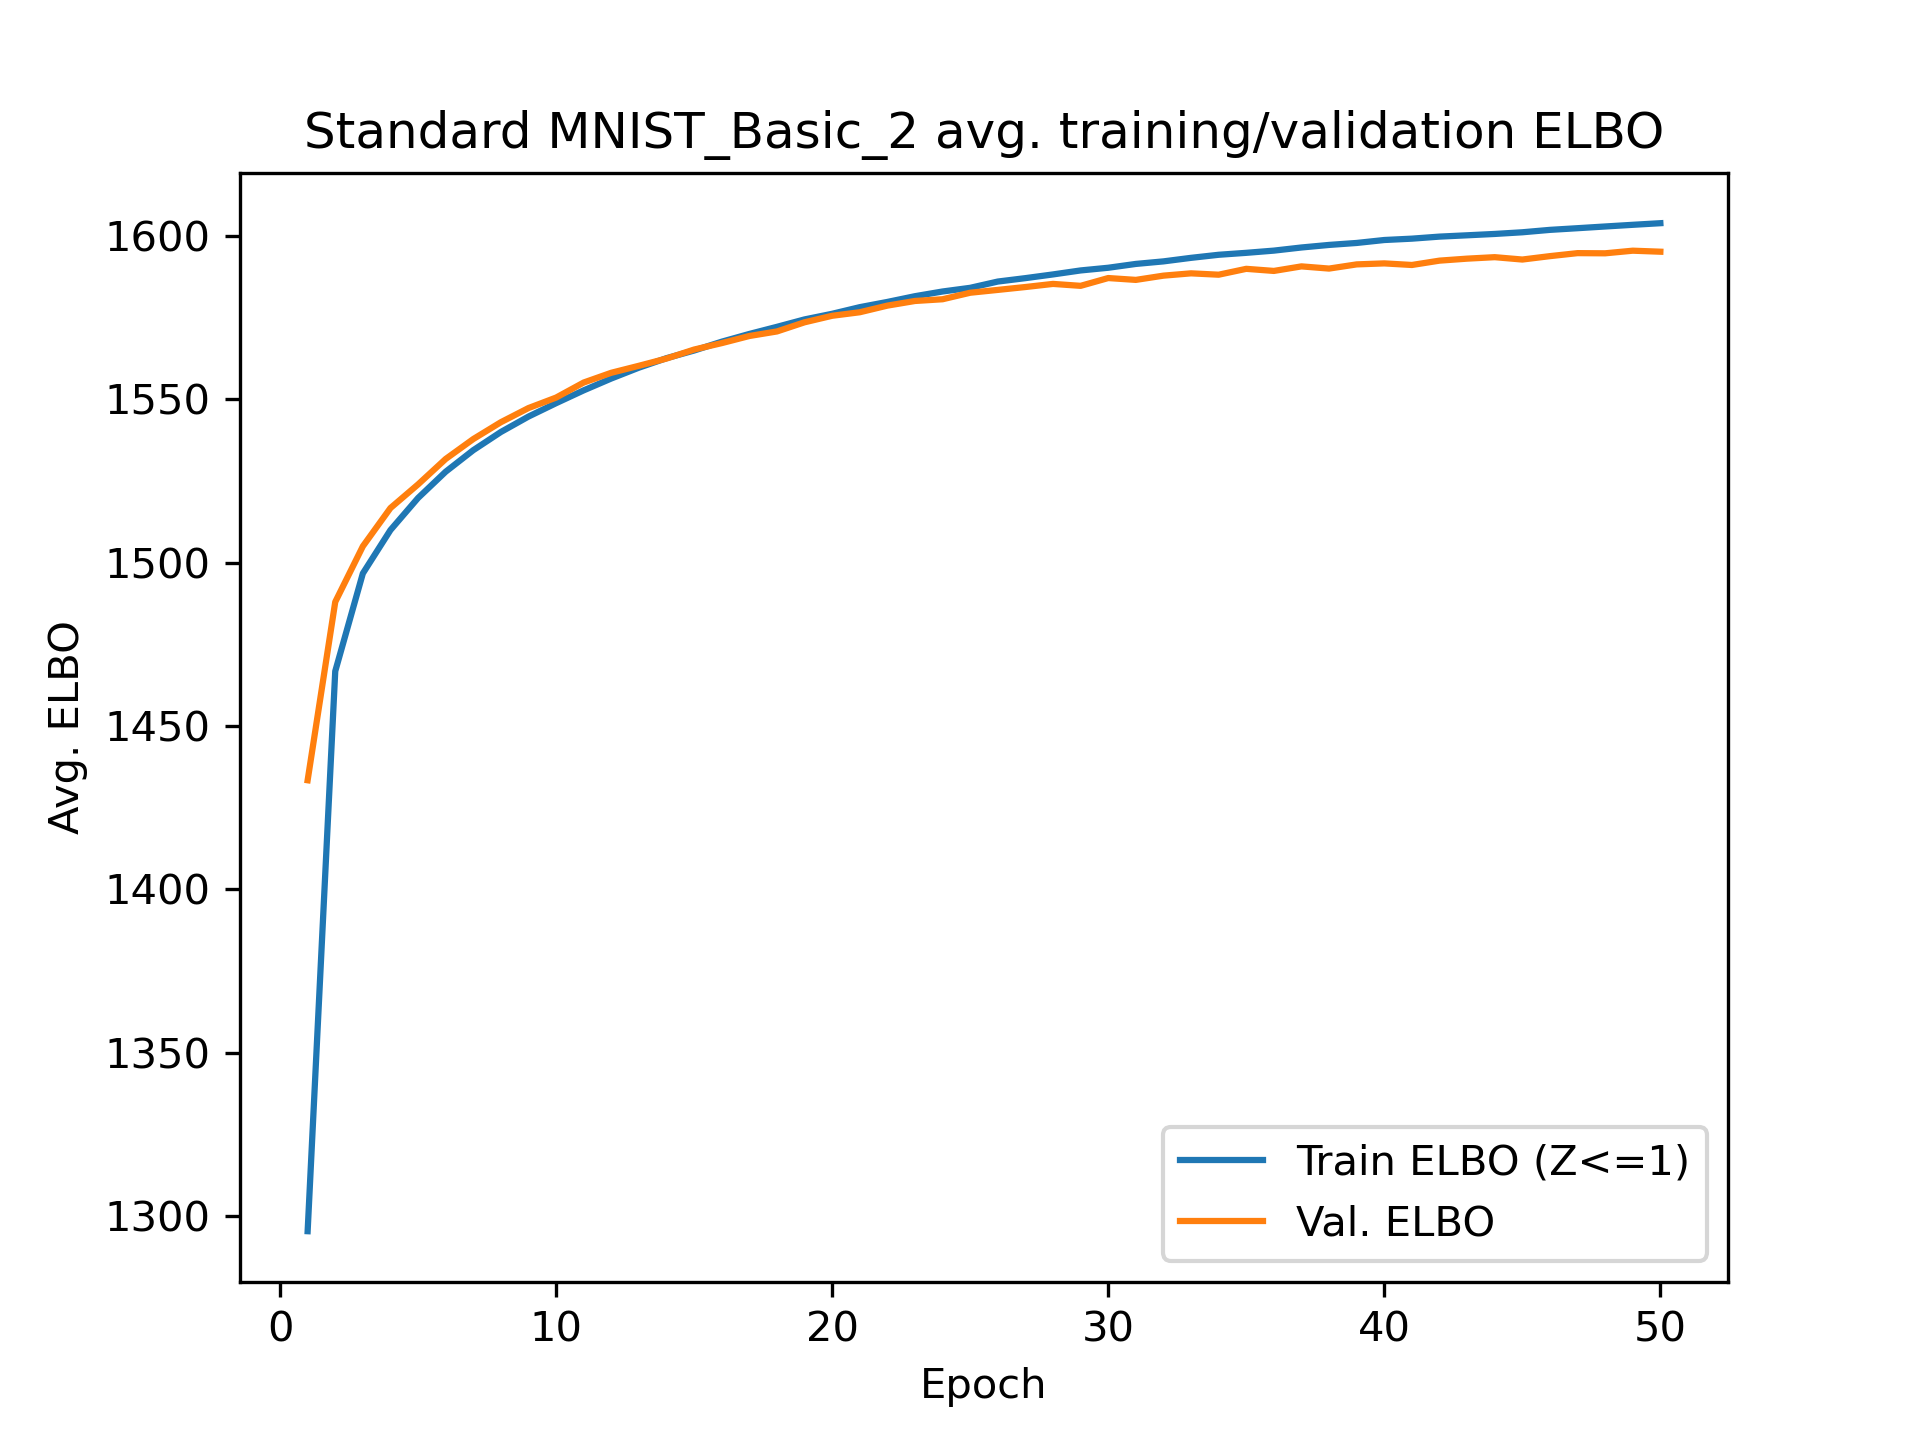 Standard MNIST_Basic_2 avg. training/validation ELBO
1600
1550
1500
1450
1400
1350
1300
Avg. ELBO
Train ELBO (Z<=1)
Val. ELBO
0 10 20 30 40 50
Epoch